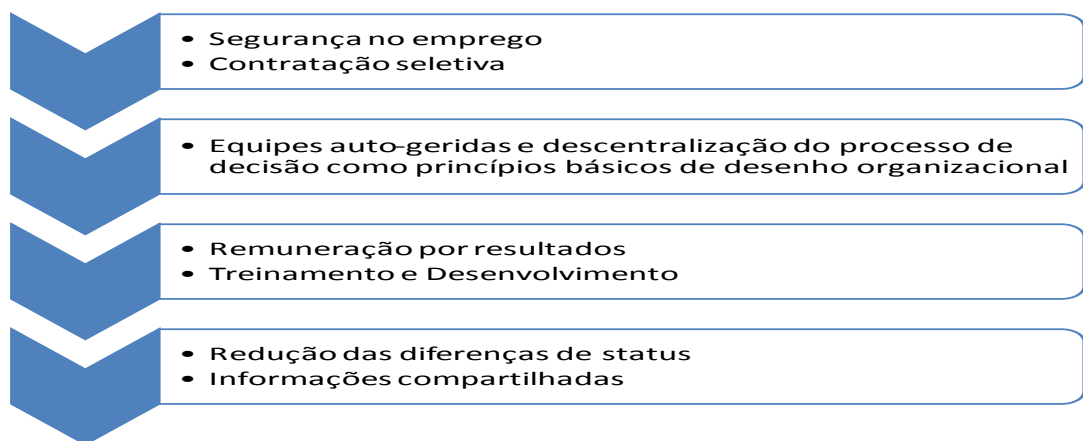 • Segurança no emprego
• Contratação seletiva
• Equipes auto-geridas e descentralização do processo de
decisão como princípios básicos de desenho organizacional
• Remuneração por resultados
• Treinamento e Desenvolvimento
• Redução das diferenças de status
• Informações compartilhadas